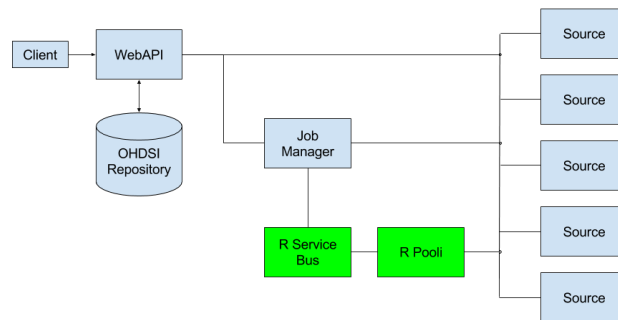 Source
Client
WebAPI
Source
Job
Manager
OHDSI
Repository
Source
R Service
Bus
R Pooli
Source
Source